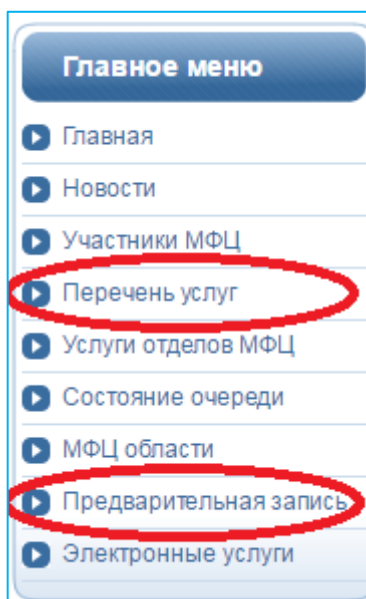 Главное меню
Главная
Новости
Участники МФЦ
Перечень услуг
Услуги отделов МФЦ
Состояние очереди
МФЦ области
Предварительная запись
Электронные услуги